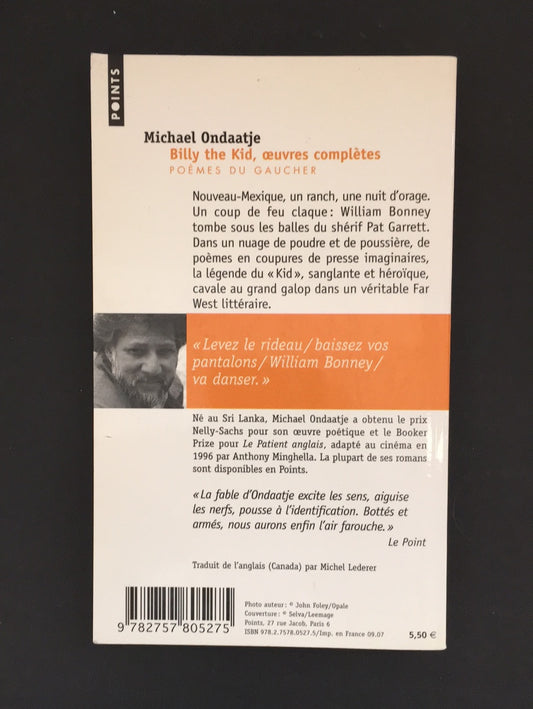 POINTS
Michael Ondaatje
Billy the Kid, œuvres complètes
POÈMES DU GAUCHER
Nouveau-Mexique, un ranch, une nuit d'orage.
Un coup de feu claque : William Bonney
tombe sous les balles du shérif Pat Garrett.
Dans un nuage de poudre et de poussière, de
poèmes en coupures de presse imaginaires,
la légende du « Kid », sanglante et héroïque,
cavale au grand galop dans un véritable Far
West littéraire.
« Levez le rideau / baissez vos
pantalons / William Bonney /
va danser. »
Né au Sri Lanka, Michael Ondaatje a obtenu le prix
Nelly-Sachs pour son œuvre poétique et le Booker
Prize pour Le Patient anglais, adapté au cinéma en
1996 par Anthony Minghella. La plupart de ses romans
sont disponibles en Points.
« La fable d'Ondaatje excite les sens, aiguise
les nerfs, pousse à l'identification. Bottés et
armés, nous aurons enfin l'air farouche. »
Le Point
Traduit de l'anglais (Canada) par Michel Lederer
Photo auteur : © John Foley/Opale
Couverture : © Selva/Leemage
Points, 27 rue Jacob, Paris 6
ISBN 978.2.7578.0527.5/Imp. en France 09.07
5,50 €
9 782757 805275